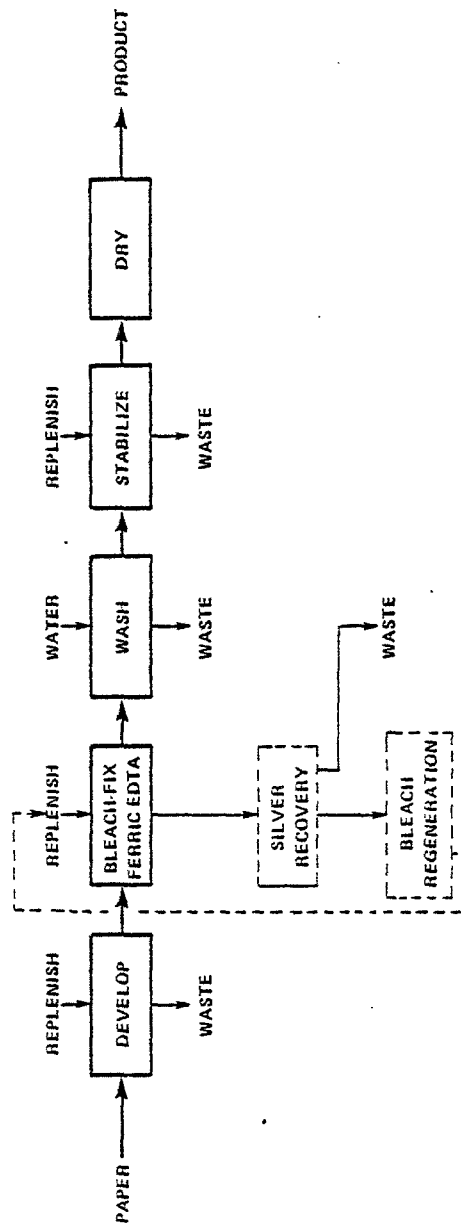 PAPER
REPLENISH
DEVELOP
WASTE
REPLENISH
BLEACH-FIX
FERRIC EDTA
SILVER
RECOVERY
WASTE
BLEACH
REGENERATION
WATER
WASH
WASTE
REPLENISH
STABILIZE
WASTE
DRY
PRODUCT